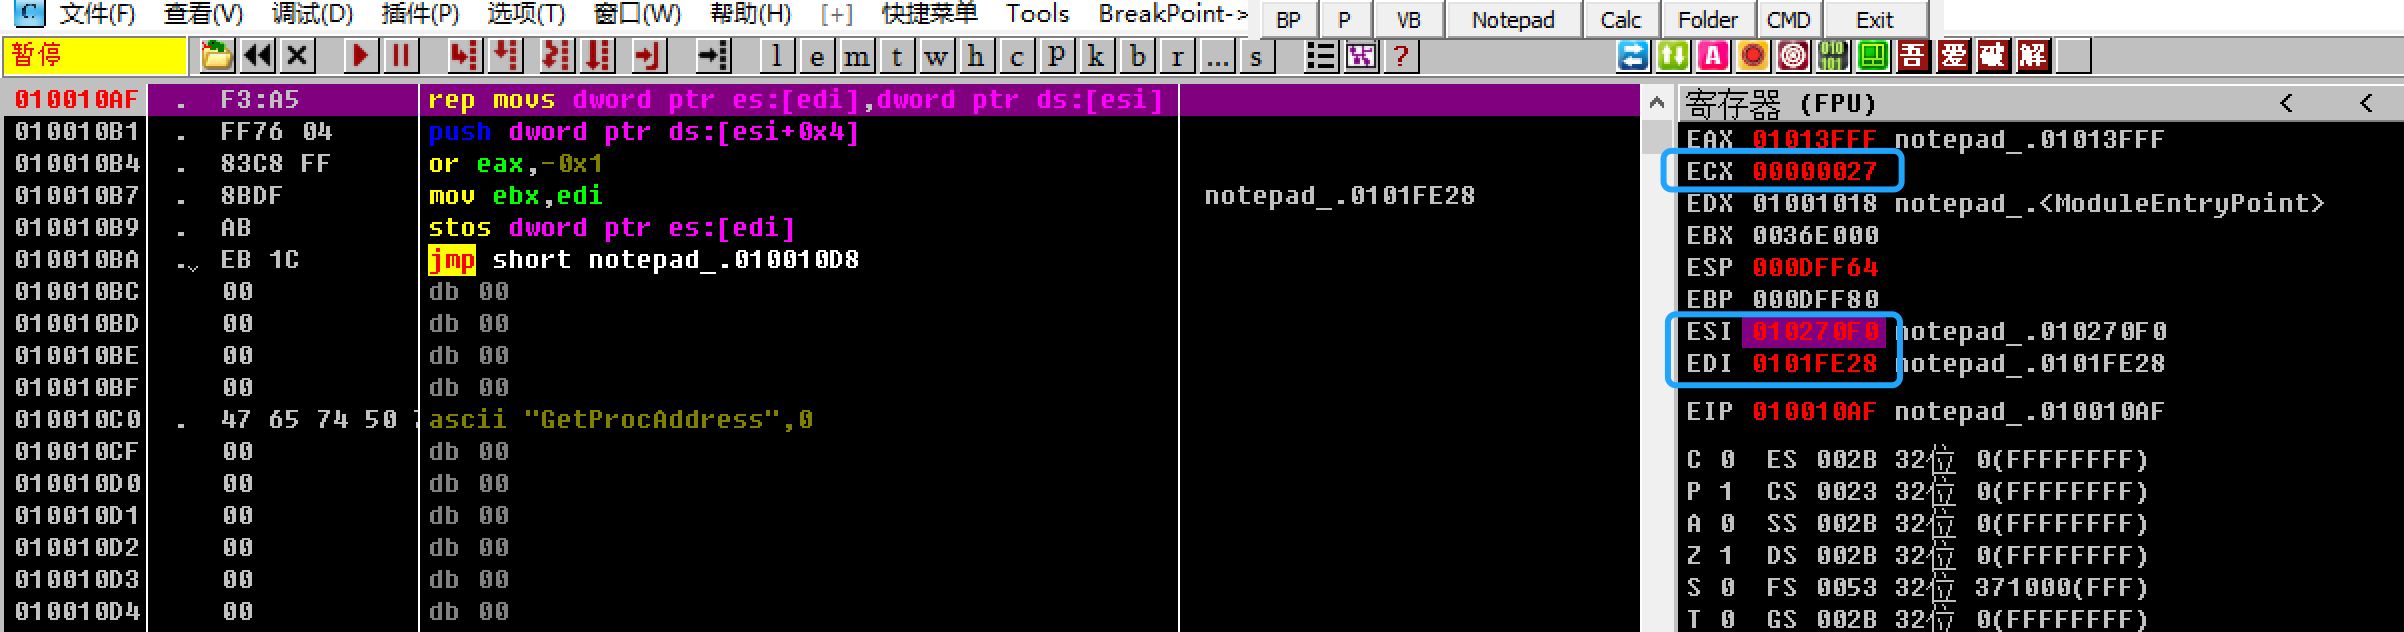 C 文件(F) 查看(V) 调试(D) 插件(P) 选项(T) 窗口(W) 帮助(H) [+] 快捷菜单 Tools BreakPoint-> BP P VB Notepad Calc Folder CMD Exit
暂停 l e m t w h c P k b r ... s ? A 010 101 吾 爱 破 解
010010AF . F3:A5 rep movs dword ptr es:[edi],dword ptr ds:[esi]
010010B1 . FF76 04 push dword ptr ds:[esi+0x4]
010010B4 . 83C8 FF or eax,-0x1
010010B7 . 8BDF mov ebx,edi notepad_.0101FE28
010010B9 . AB stos dword ptr es:[edi]
010010BA . EB 1C jmp short notepad_.010010D8
010010BC 00 db 00
010010BD 00 db 00
010010BE 00 db 00
010010BF 00 db 00
010010C0 . 47 65 74 50 ascii "GetProcAddress",0
010010CF 00 db 00
010010D0 00 db 00
010010D1 00 db 00
010010D2 00 db 00
010010D3 00 db 00
010010D4 00 db 00
寄存器 (FPU) < <
EAX 01013FFF notepad_.01013FFF
ECX 00000027
EDX 01001018 notepad_.<ModuleEntryPoint>
EBX 0036E000
ESP 000DFF64
EBP 000DFF80
ESI 010270F0 notepad_.010270F0
EDI 0101FE28 notepad_.0101FE28
EIP 010010AF notepad_.010010AF
C 0 ES 002B 32位 0(FFFFFFFF)
P 1 CS 0023 32位 0(FFFFFFFF)
A 0 SS 002B 32位 0(FFFFFFFF)
Z 1 DS 002B 32位 0(FFFFFFFF)
S 0 FS 0053 32位 371000(FFF)
T 0 GS 002B 32位 0(FFFFFFFF)